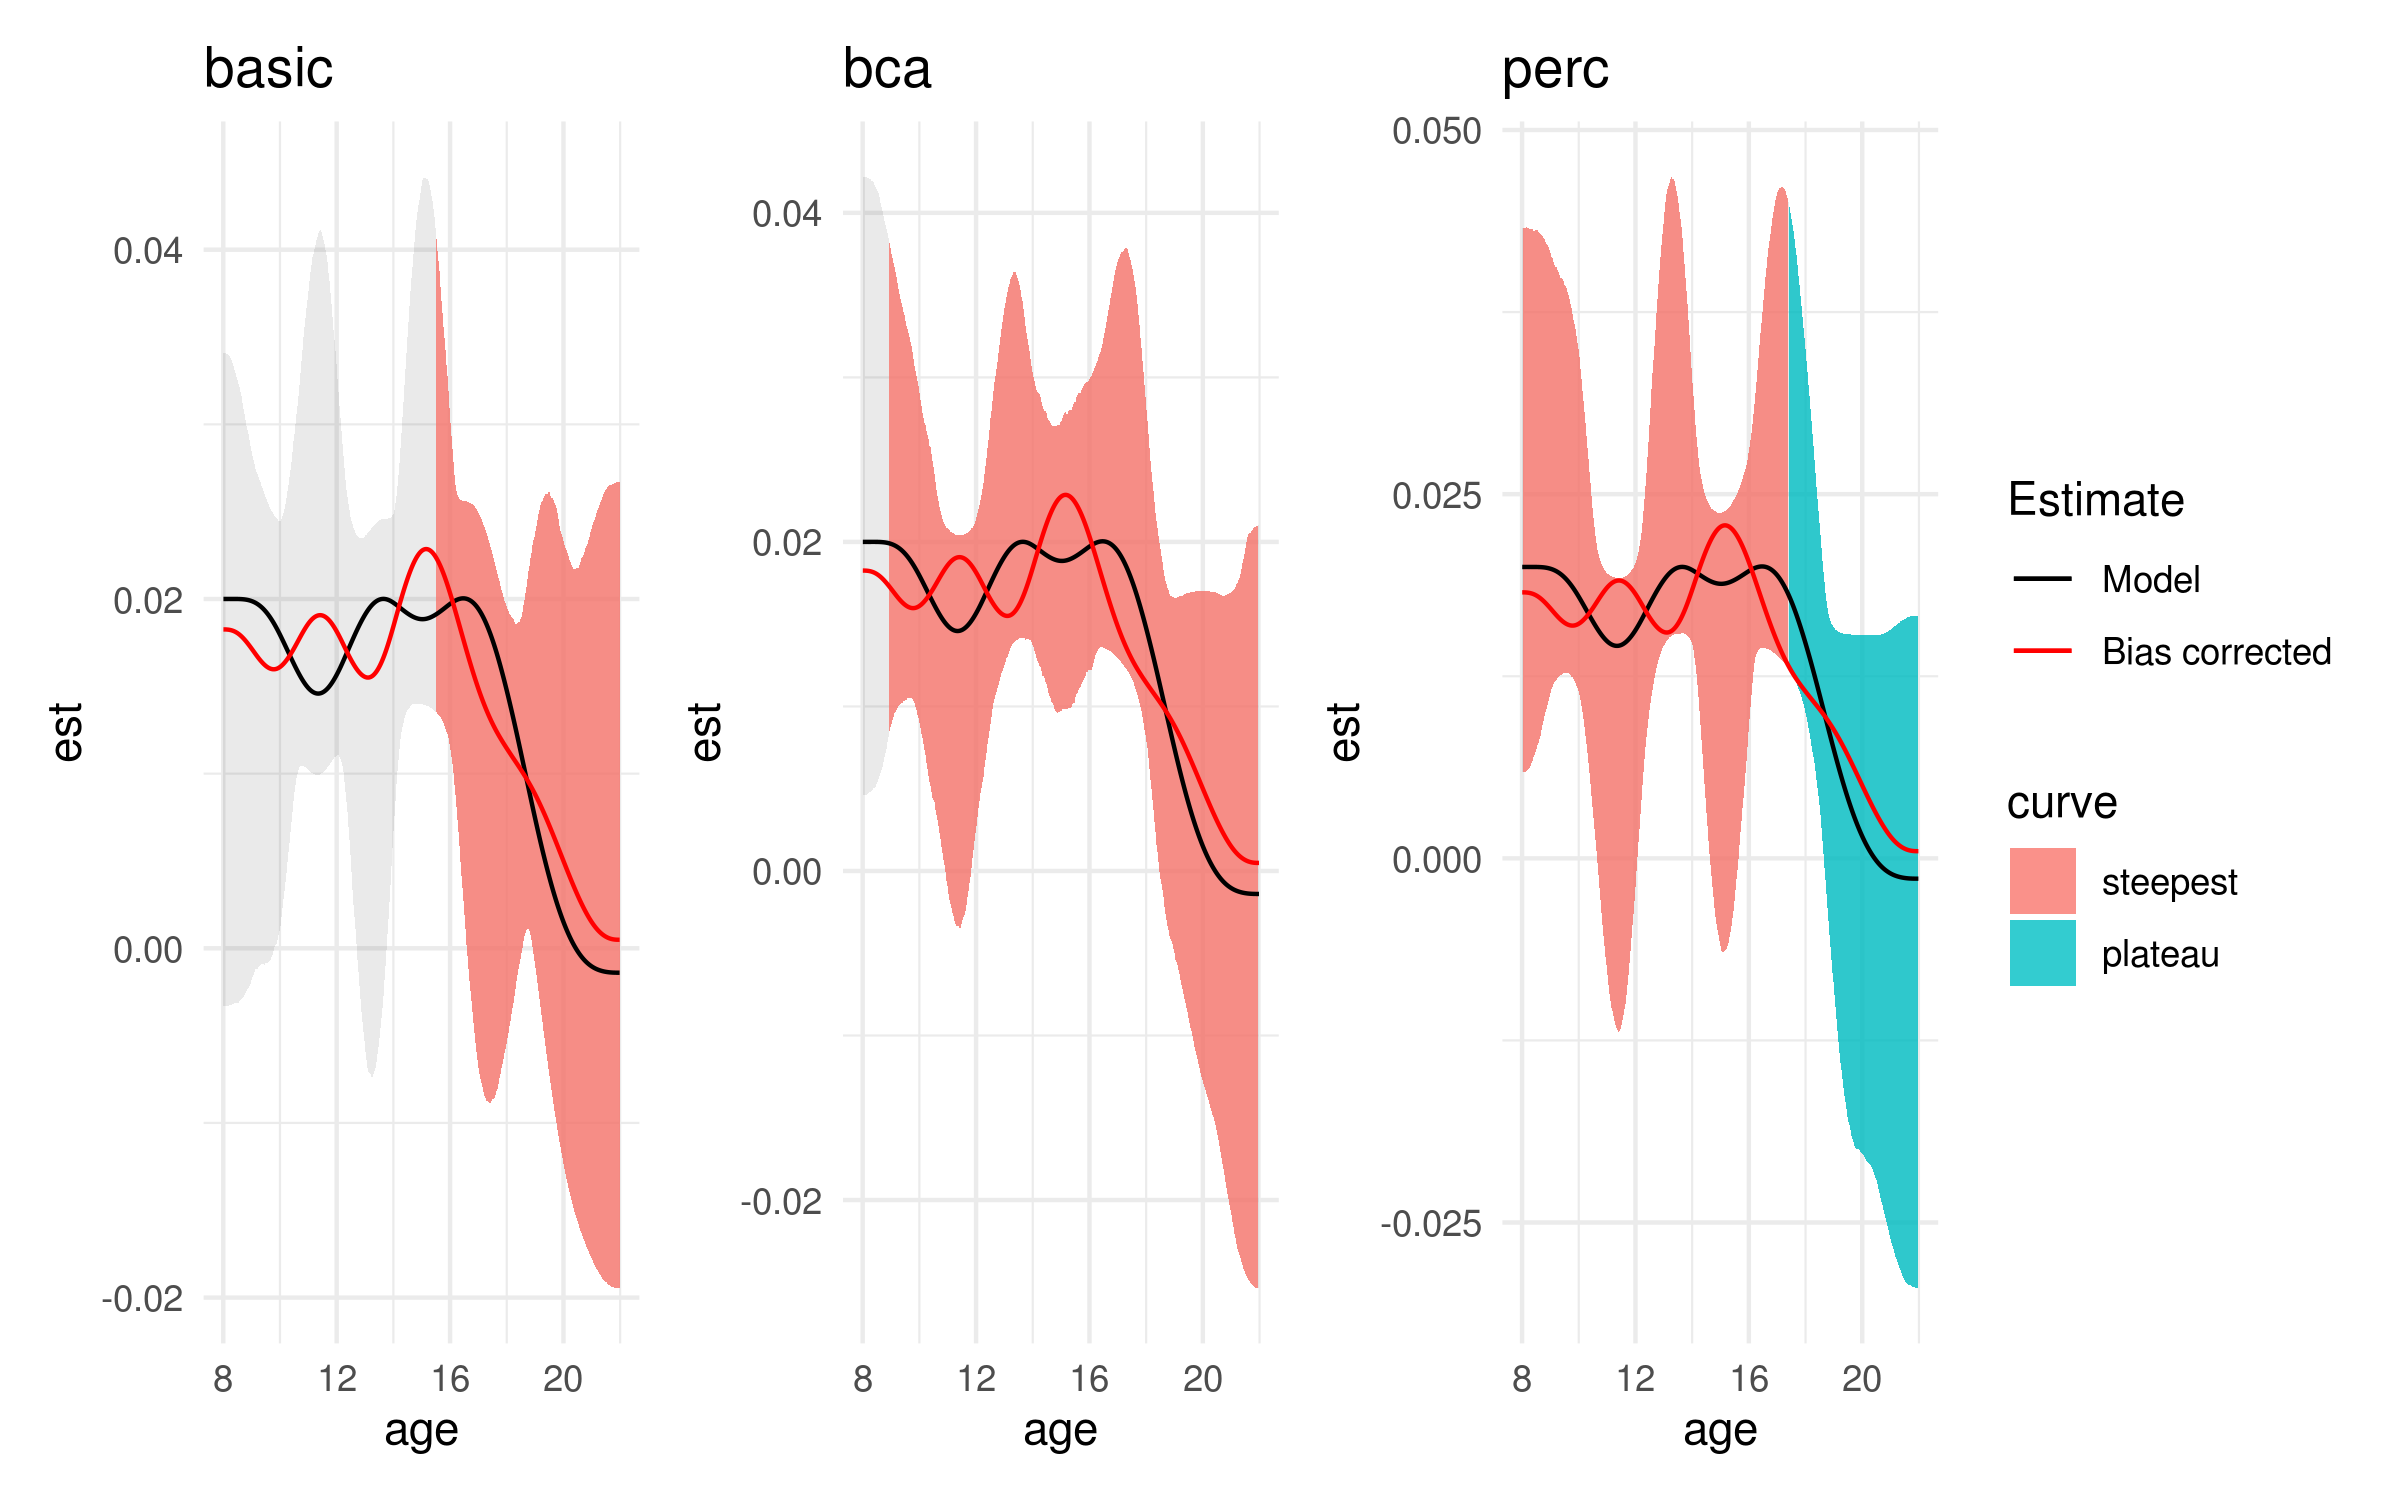 basic
bca
perc
est
0.04
0.02
0.00
-0.02
8 12 16 20
age
est
0.04
0.02
0.00
-0.02
8 12 16 20
age
est
0.050
0.025
0.000
-0.025
8 12 16 20
age
Estimate
Model
Bias corrected
curve
steepest
plateau